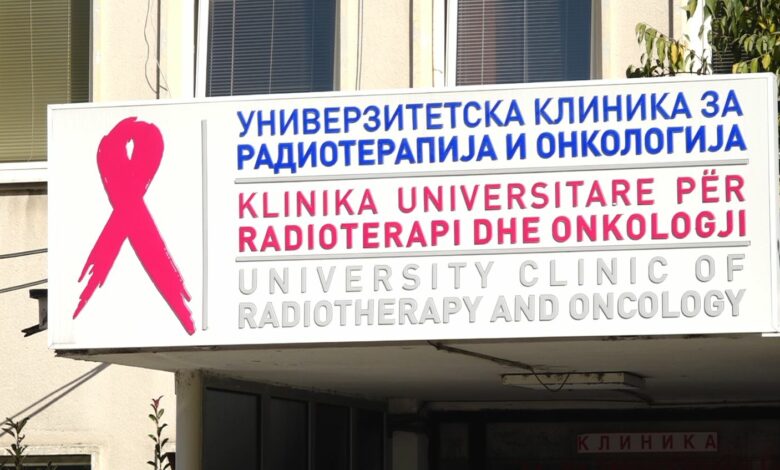 УНИВЕРЗИТЕТСКА КЛИНИКА ЗА
РАДИОТЕРАПИЈА И ОНКОЛОГИЈА
KLINIKA UNIVERSITARE PËR
RADIOTERAPI DHE ONKOLOGJI
UNIVERSITY CLINIC OF
RADIOTHERAPY AND ONCOLOGY
КЛИНИКА